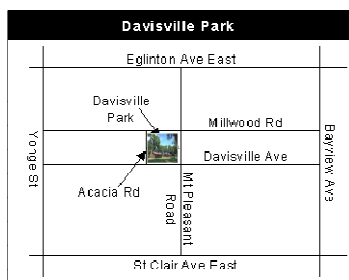 Davisville Park
Eglinton Ave East
Davisville
Park
Millwood Rd
Yonge St
Bayview Ave
Davisville Ave
Acacia Rd
Mt Pleasant
Road
St Clair Ave East